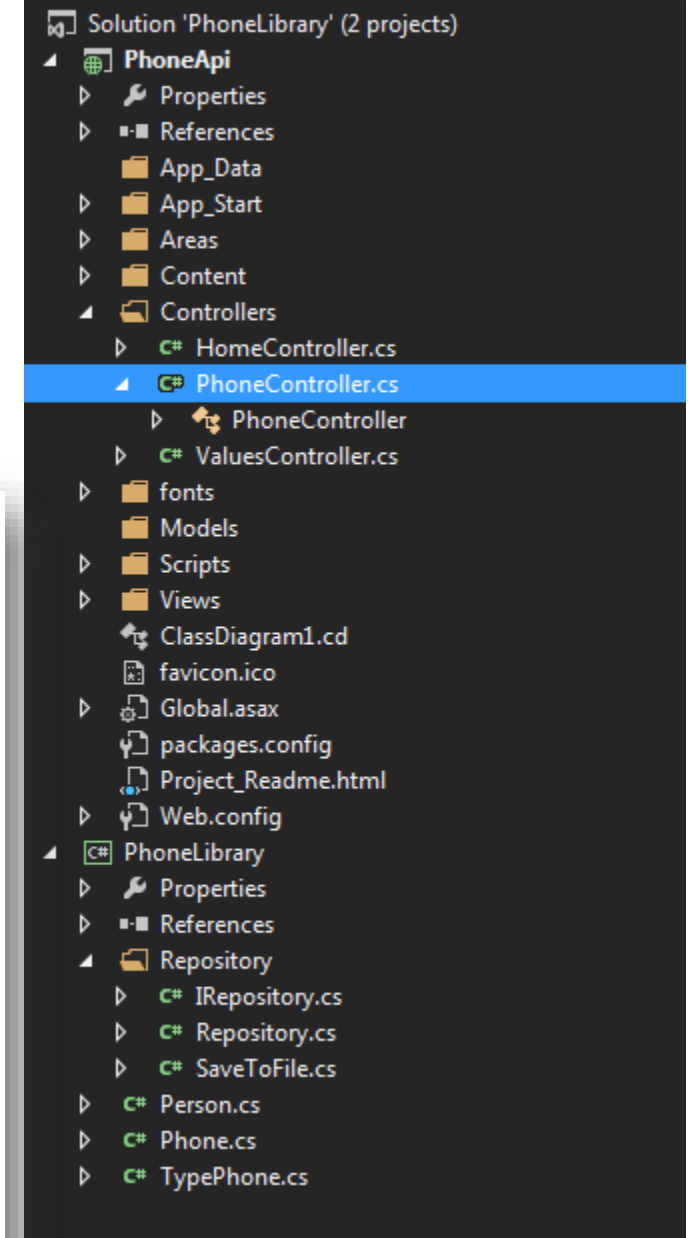 Solution 'PhoneLibrary' (2 projects)
PhoneApi
Properties
References
App_Data
App_Start
Areas
Content
Controllers
C# HomeController.cs
C# PhoneController.cs
PhoneController
C# ValuesController.cs
fonts
Models
Scripts
Views
ClassDiagram1.cd
favicon.ico
Global.asax
packages.config
Project_Readme.html
Web.config
C# PhoneLibrary
Properties
References
Repository
C# IRepository.cs
C# Repository.cs
C# SaveToFile.cs
C# Person.cs
C# Phone.cs
C# TypePhone.cs